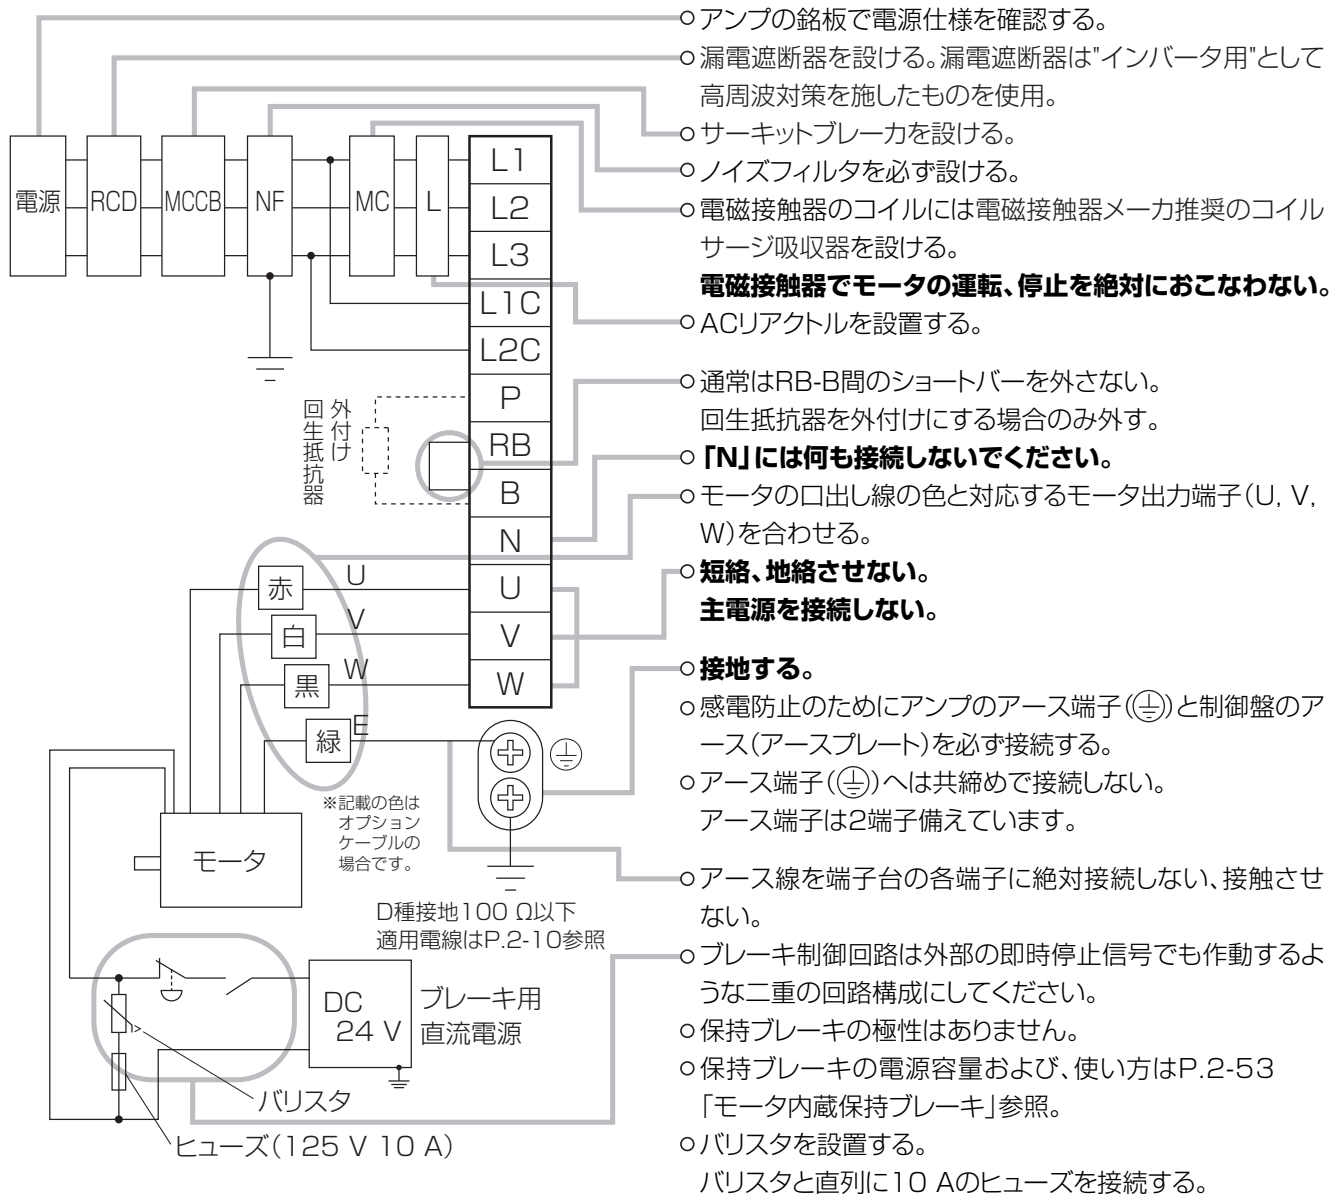 アンプの銘板で電源仕様を確認する。
漏電遮断器を設ける。漏電遮断器は"インバータ用"として
高周波対策を施したものを使用。
サーキットブレーカを設ける。
ノイズフィルタを必ず設ける。
電磁接触器のコイルには電磁接触器メーカ推奨のコイル
サージ吸収器を設ける。
電磁接触器でモータの運転、停止を絶対におこなわない。
ACリアクトルを設置する。
通常はRB-B間のショートバーを外さない。
回生抵抗器を外付けにする場合のみ外す。
「N」には何も接続しないでください。
モータの口出し線の色と対応するモータ出力端子(U, V,
W)を合わせる。
短絡、地絡させない。
主電源を接続しない。
接地する。
感電防止のためにアンプのアース端子(⏚)と制御盤のア
ース(アースプレート)を必ず接続する。
アース端子(⏚)へは共締めで接続しない。
アース端子は2端子備えています。
アース線を端子台の各端子に絶対接続しない、接触させ
ない。
ブレーキ制御回路は外部の即時停止信号でも作動するよ
うな二重の回路構成にしてください。
保持ブレーキの極性はありません。
保持ブレーキの電源容量および、使い方はP.2-53
「モータ内蔵保持ブレーキ」参照。
バリスタを設置する。
バリスタと直列に10 Aのヒューズを接続する。
電源
RCD
MCCB
NF
MC
L
L1
L2
L3
L1C
L2C
P
RB
B
N
U
V
W
外付け
回生抵抗器
赤
U
白
V
黒
W
緑
E
※記載の色は
オプション
ケーブルの
場合です。
モータ
D種接地100 Ω以下
適用電線はP.2-10参照
DC
24 V
ブレーキ用
直流電源
バリスタ
ヒューズ(125 V 10 A)